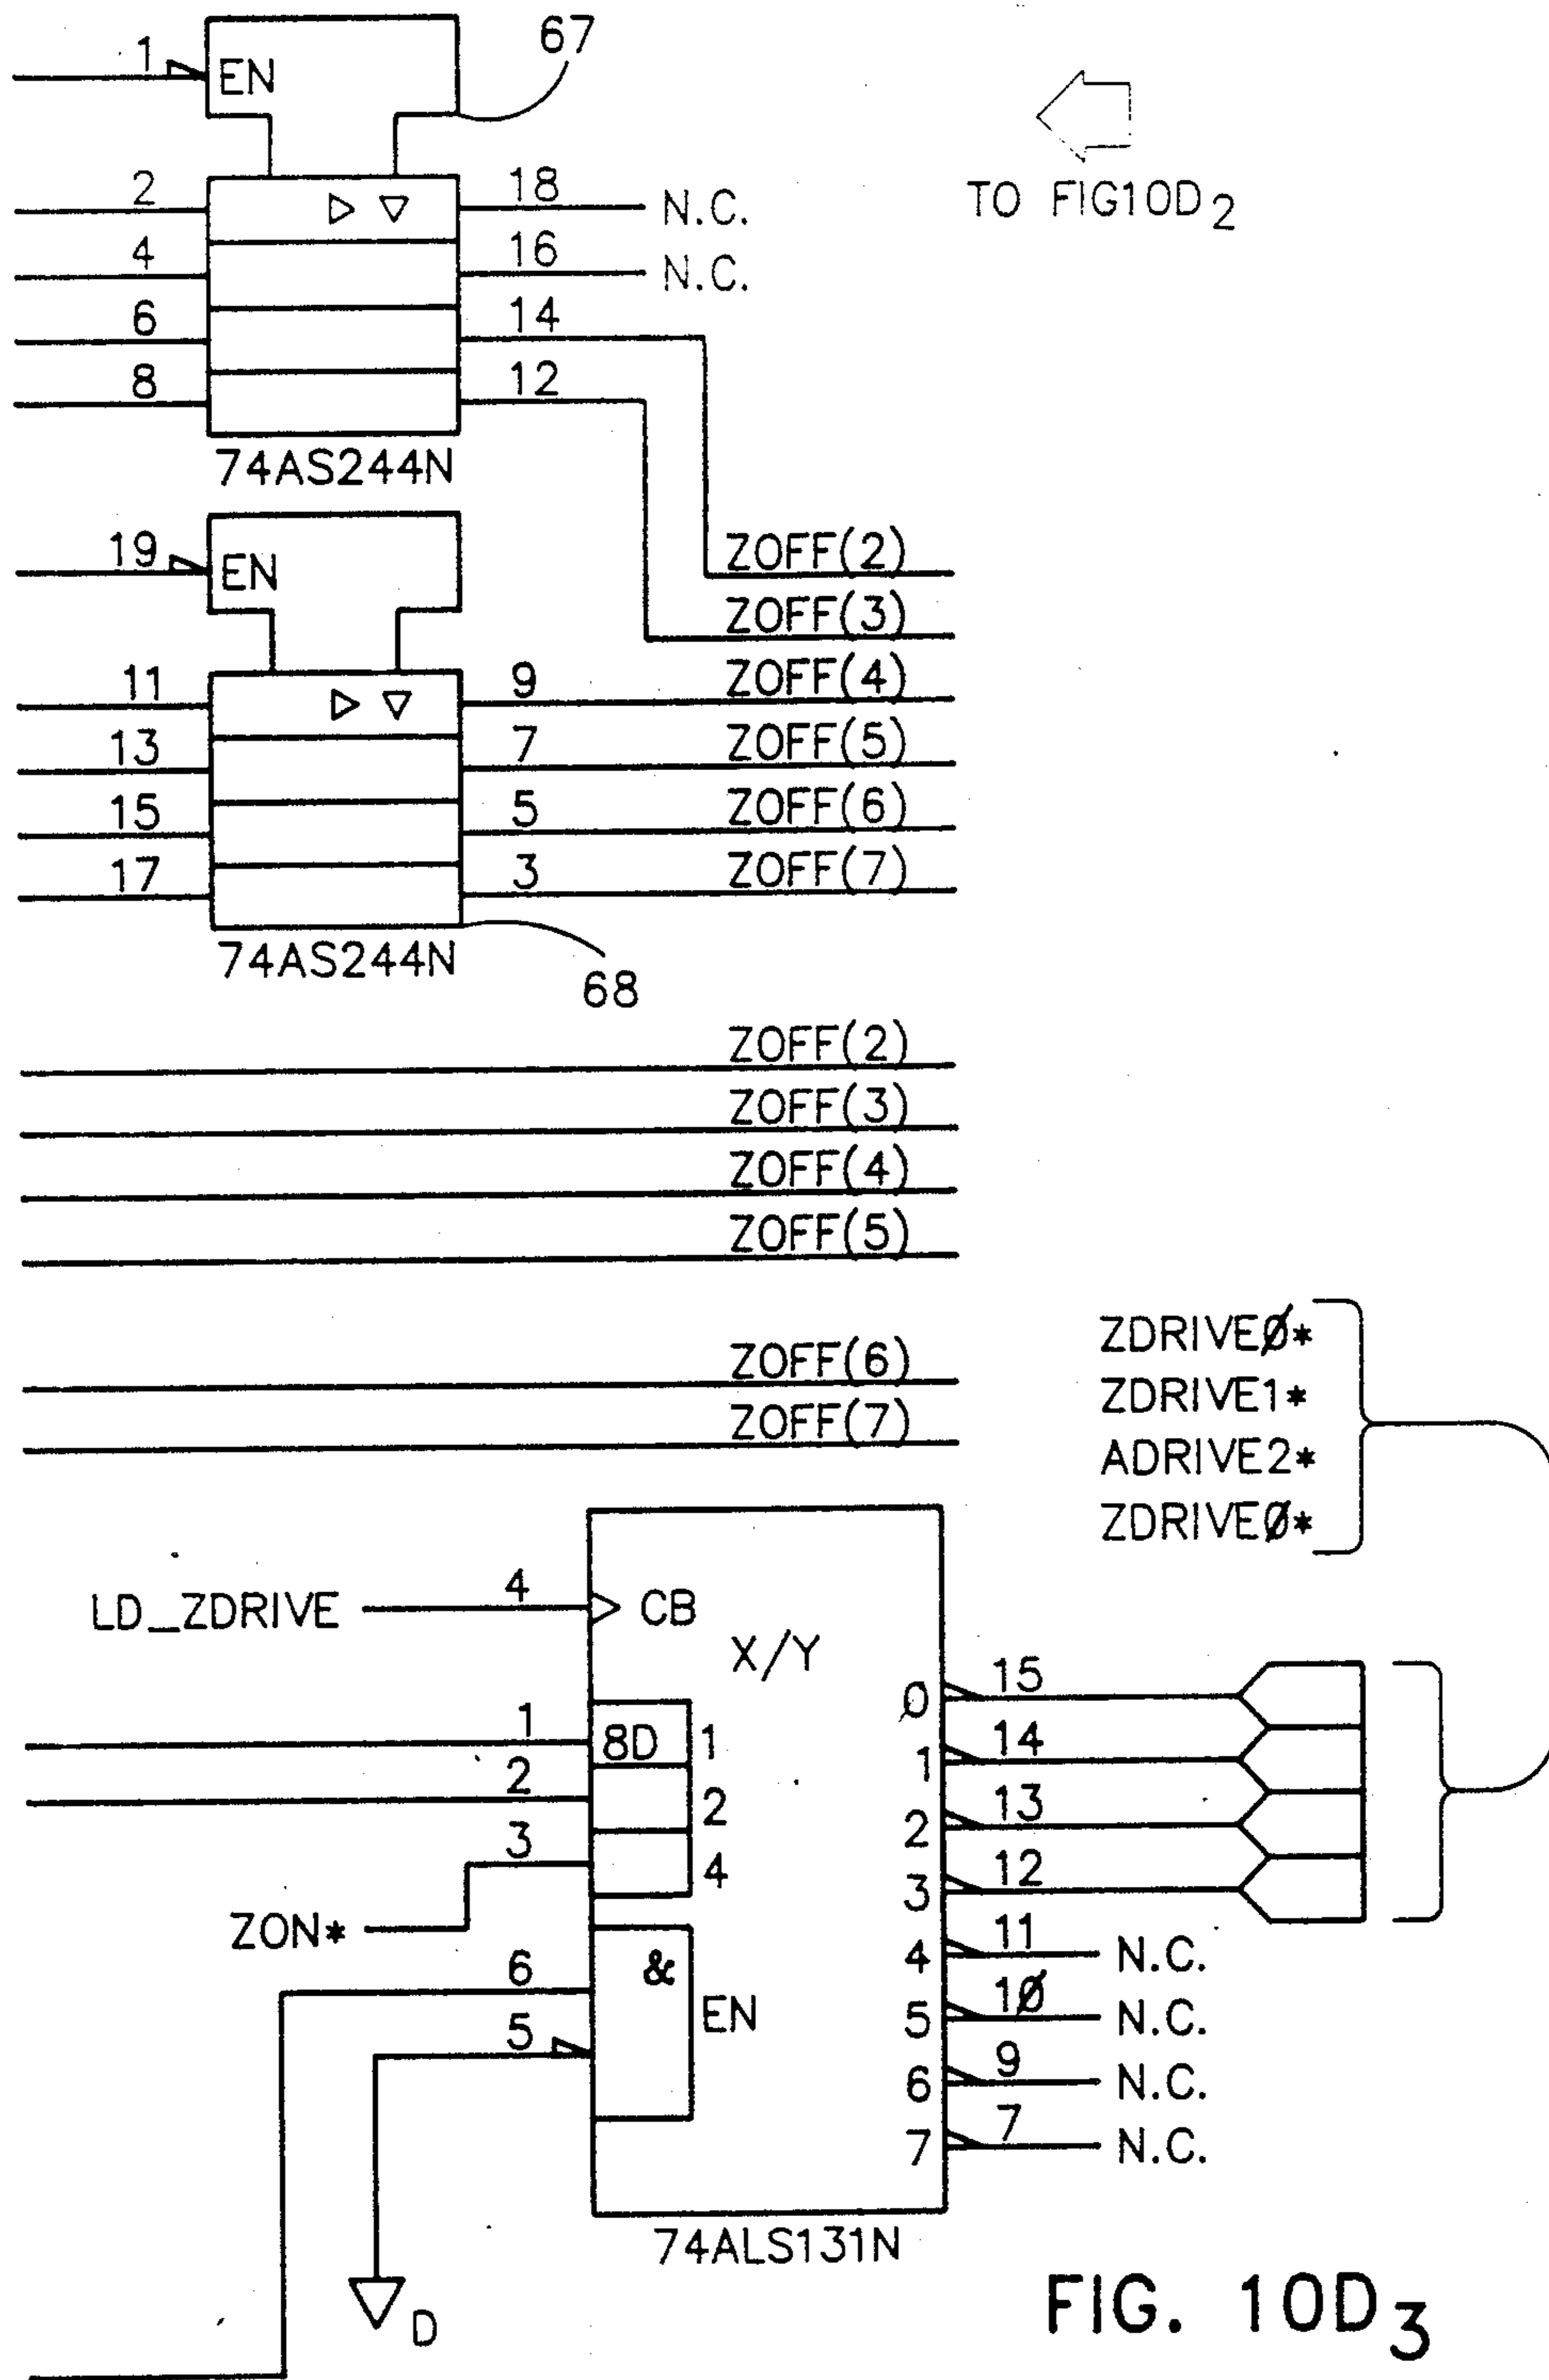 1 EN 67
2 18 N.C. TO FIG10D2
4 16 N.C.
6 14
8 12
74AS244N
19 EN ZOFF(2)
ZOFF(3)
11 9 ZOFF(4)
13 7 ZOFF(5)
15 5 ZOFF(6)
17 3 ZOFF(7)
74AS244N 68
ZOFF(2)
ZOFF(3)
ZOFF(4)
ZOFF(5)
ZOFF(6)
ZOFF(7)
ZDRIVEØ*
ZDRIVE1*
ADRIVE2*
ZDRIVEØ*
LD_ZDRIVE 4 CB
X/Y
Ø 15
1 8D 1 1 14
2 2 2 13
3 4 3 12
ZON* 4 11 N.C.
6 & EN 5 1Ø N.C.
5 6 9 N.C.
7 7 N.C.
74ALS131N
D
FIG. 10D3